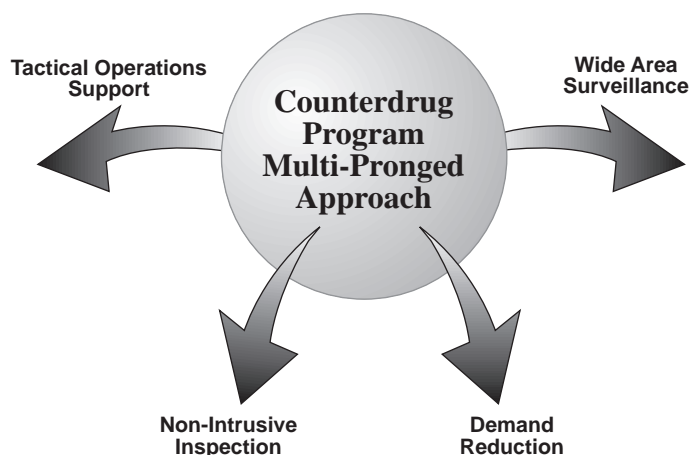 Tactical Operations
Support
Wide Area
Surveillance
Counterdrug
Program
Multi-Pronged
Approach
Non-Intrusive
Inspection
Demand
Reduction